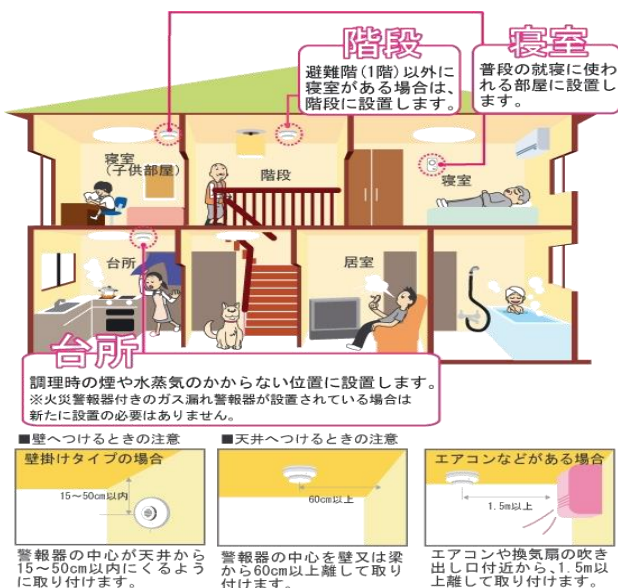 階段
避難階(1階)以外に
寝室がある場合は、
階段に設置します。
寝室
普段の就寝に使わ
れる部屋に設置し
ます。
寝室
(子供部屋)
階段
寝室
台所
居室
台所
調理時の煙や水蒸気のかからない位置に設置します。
※火災警報器付きのガス漏れ警報器が設置されている場合は
新たに設置の必要はありません。
■壁へつけるときの注意
壁掛けタイプの場合
15～50cm以内
警報器の中心が天井から
15～50cm以内にくるよう
に取り付けます。
■天井へつけるときの注意
60cm以上
警報器の中心を壁又は梁
から60cm以上離して取り
付けます。
エアコンなどがある場合
1.5m以上
エアコンや換気扇の吹き
出し口付近から、1.5m以
上離して取り付けます。